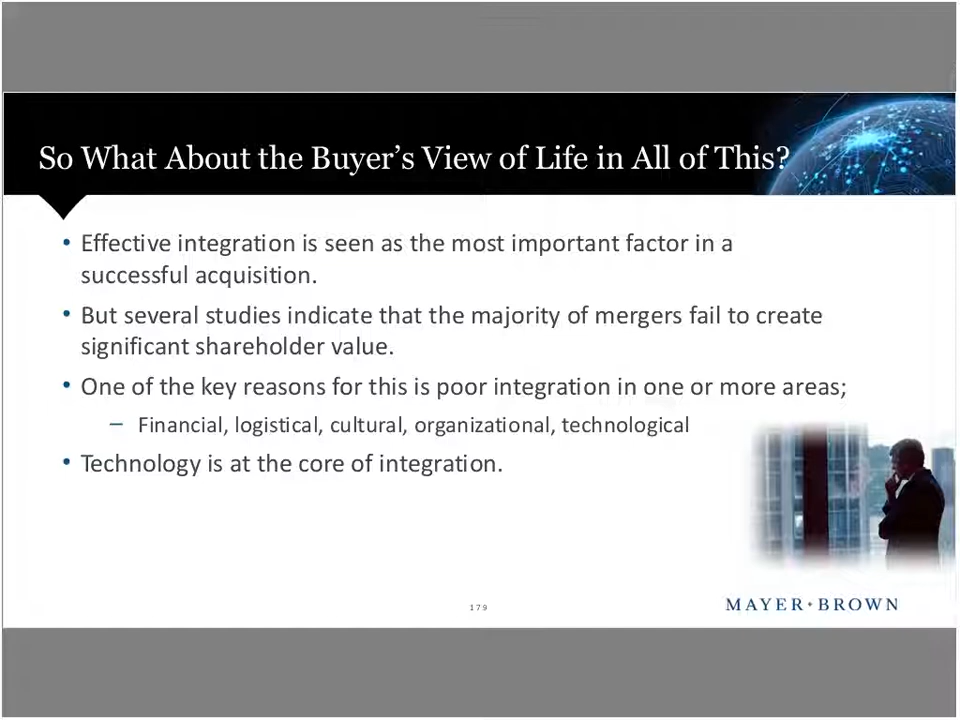 So What About the Buyer’s View of Life in All of This?
• Effective integration is seen as the most important factor in a
successful acquisition.
• But several studies indicate that the majority of mergers fail to create
significant shareholder value.
• One of the key reasons for this is poor integration in one or more areas;
– Financial, logistical, cultural, organizational, technological
• Technology is at the core of integration.
179
MAYER•BROWN